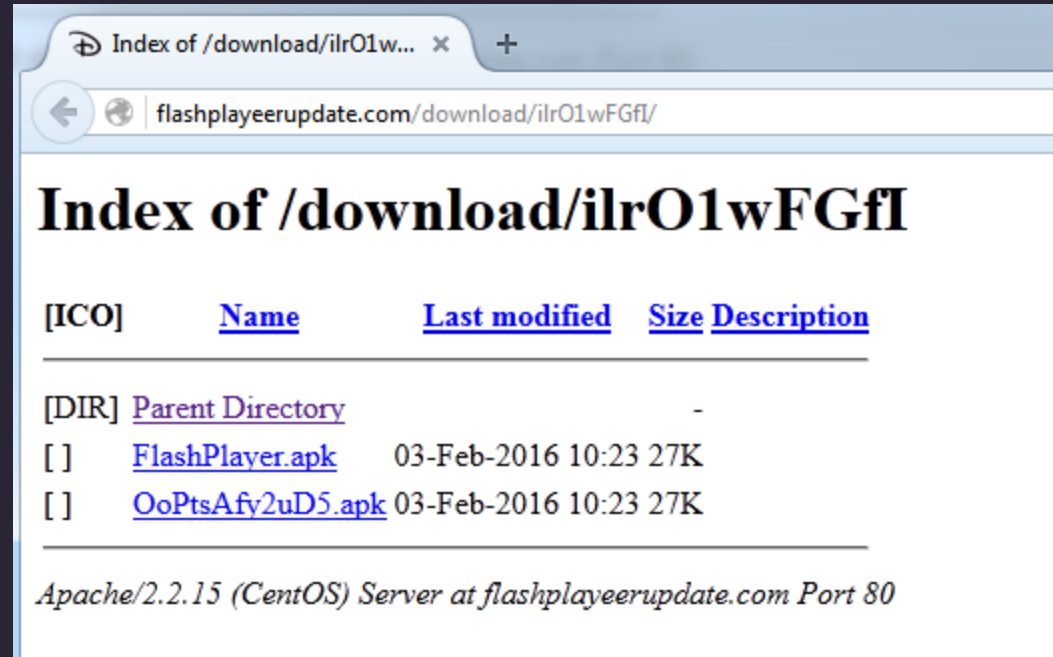 Index of /download/ilrO1w...
flashplayeerupdate.com/download/ilrO1wFGfI/
Index of /download/ilrO1wFGfI
[ICO] Name Last modified Size Description
[DIR] Parent Directory -
[ ] FlashPlayer.apk 03-Feb-2016 10:23 27K
[ ] OoPtsAfy2uD5.apk 03-Feb-2016 10:23 27K
Apache/2.2.15 (CentOS) Server at flashplayeerupdate.com Port 80